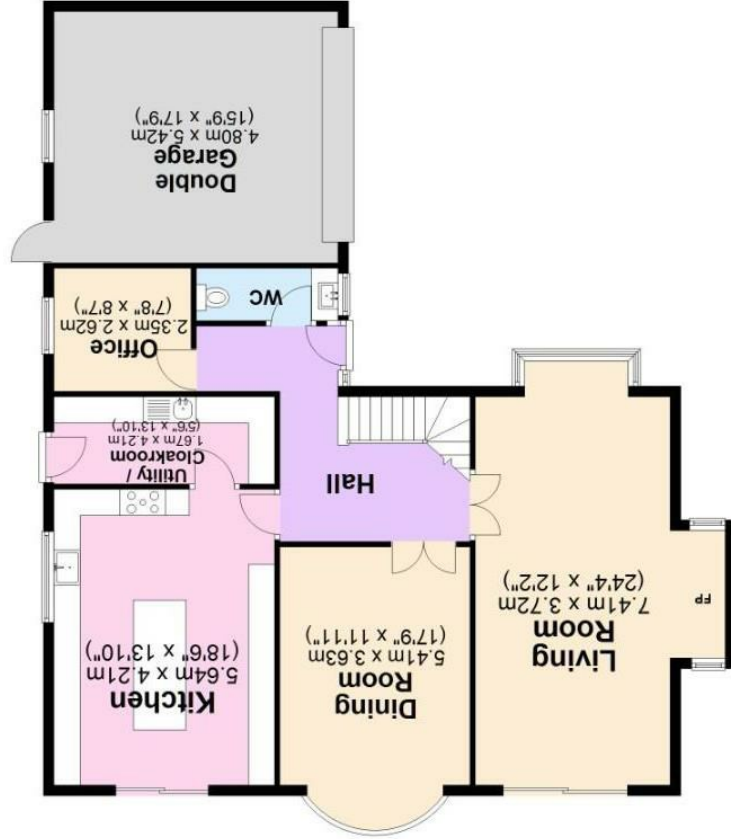 Kitchen
5.64m x 4.21m
(18'6" x 13'10")
Dining
Room
5.41m x 3.63m
(17'9" x 11'11")
Living
Room
7.41m x 3.72m
(24'4" x 12'2")
FP
Hall
Utility /
Cloakroom
1.67m x 4.21m
(5'6" x 13'10")
Office
2.35m x 2.62m
(7'8" x 8'7")
WC
Double
Garage
4.80m x 5.42m
(15'9" x 17'9")